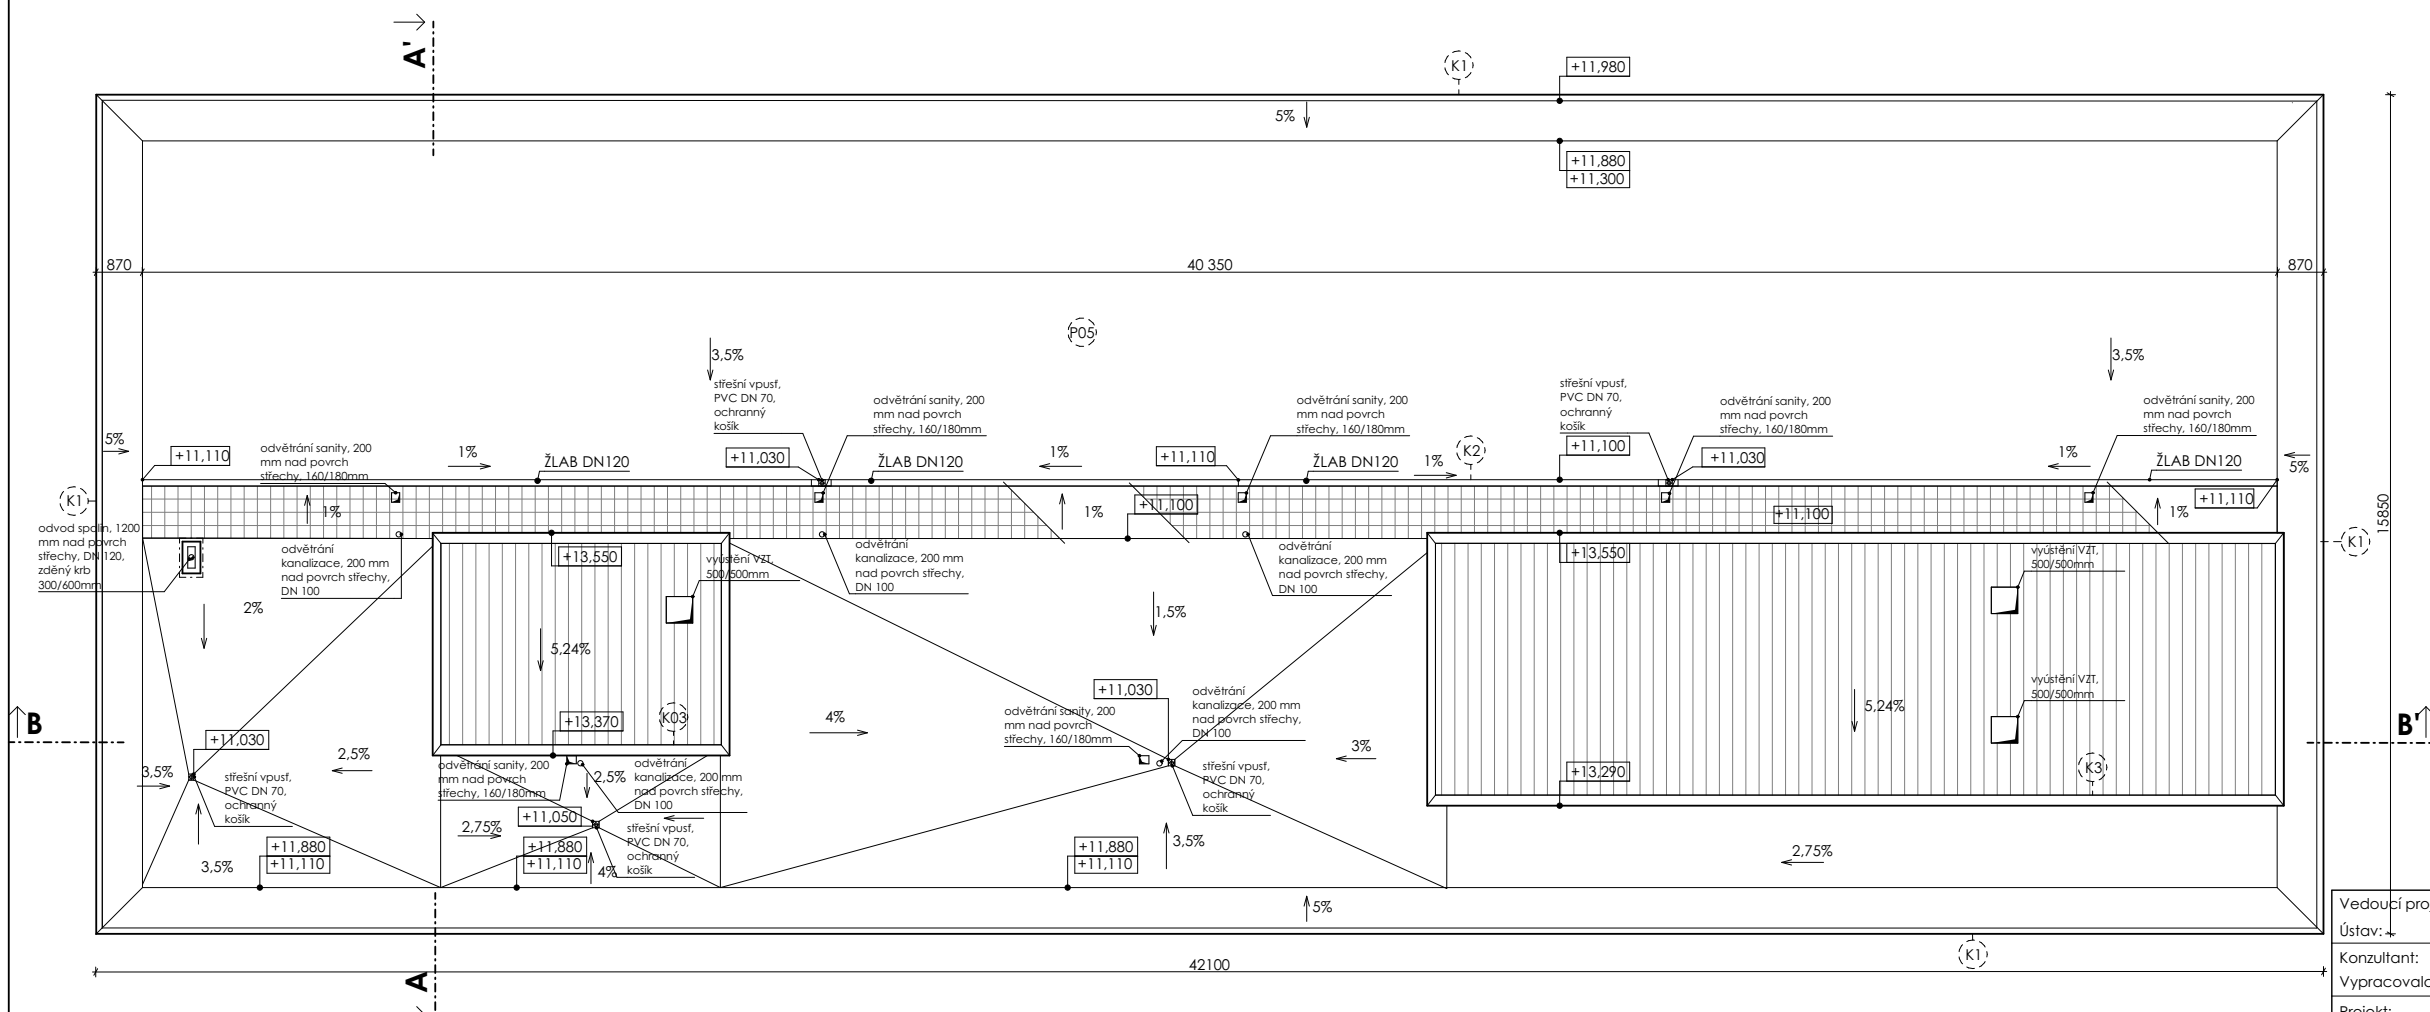 A'
K1
+11,980
5%
+11,880
+11,300
870
40 350
870
P05
3,5%
3,5%
střešní vpusť,
PVC DN 70,
ochranný
košík
odvětrání sanity, 200
mm nad povrch
střechy, 160/180mm
odvětrání sanity, 200
mm nad povrch
střechy, 160/180mm
střešní vpusť,
PVC DN 70,
ochranný
košík
odvětrání sanity, 200
mm nad povrch
střechy, 160/180mm
odvětrání sanity, 200
mm nad povrch
střechy, 160/180mm
5%
+11,110
odvětrání sanity, 200
mm nad povrch
střechy, 160/180mm
1%
ŽLAB DN120
+11,030
ŽLAB DN120
1%
+11,110
ŽLAB DN120
1%
K2
+11,100
+11,030
1%
ŽLAB DN120
5%
K1
1%
1%
+11,100
+11,100
1%
+11,110
15850
K1
odvod spalin, 1200
mm nad povrch
střechy, DN 120,
zděný krb
300/600mm
odvětrání
kanalizace, 200 mm
nad povrch střechy,
DN 100
+13,550
vyústění VZT,
500/500mm
odvětrání
kanalizace, 200 mm
nad povrch střechy,
DN 100
odvětrání
kanalizace, 200 mm
nad povrch střechy,
DN 100
+13,550
vyústění VZT,
500/500mm
2%
5,24%
1,5%
+11,030
odvětrání
kanalizace, 200 mm
nad povrch střechy,
DN 100
odvětrání sanity, 200
mm nad povrch
střechy, 160/180mm
5,24%
vyústění VZT,
500/500mm
B
B'
+13,370
K03
4%
+11,030
2,5%
3%
3,5%
střešní vpusť,
PVC DN 70,
ochranný
košík
odvětrání sanity, 200
mm nad povrch
střechy, 160/180mm
2,5%
odvětrání
kanalizace, 200 mm
nad povrch střechy,
DN 100
střešní vpusť,
PVC DN 70,
ochranný
košík
+13,290
K3
+11,050
2,75%
střešní vpusť,
PVC DN 70,
ochranný
košík
3,5%
+11,880
+11,110
+11,880
+11,110
4%
+11,880
+11,110
3,5%
2,75%
5%
K1
A
42100
Vedoucí proj
Ústav:
Konzultant:
Vypracovala
Projekt: